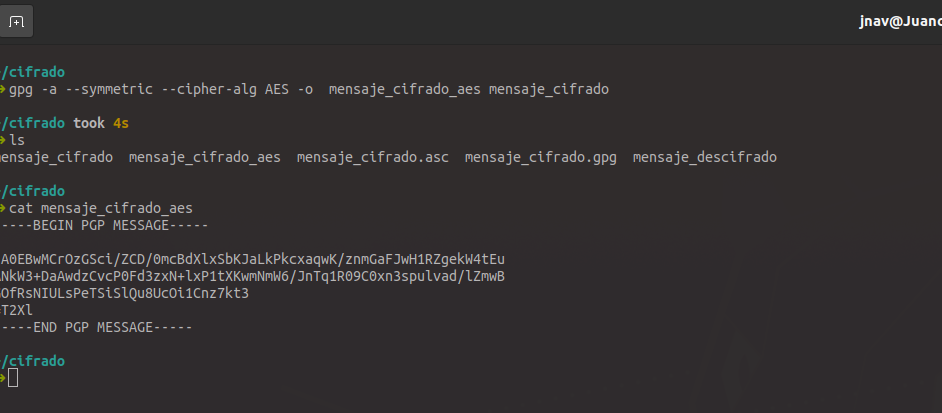 jnav@Juanc
/cifrado
gpg -a --symmetric --cipher-alg AES -o  mensaje_cifrado_aes mensaje_cifrado
/cifrado took 4s
ls
ensaje_cifrado  mensaje_cifrado_aes  mensaje_cifrado.asc  mensaje_cifrado.gpg  mensaje_descifrado
/cifrado
cat mensaje_cifrado_aes
----BEGIN PGP MESSAGE-----
A0EBwMCrOzGSci/ZCD/0mcBdXlxSbKJaLkPkcxaqwK/znmGaFJwH1RZgekW4tEu
NkW3+DaAwdzCvcP0Fd3zxN+lxP1tXKwmNmW6/JnTq1R09C0xn3spulvad/lZmwB
OfRsNIULsPeTSiSlQu8UcOi1Cnz7kt3
T2Xl
----END PGP MESSAGE-----
/cifrado